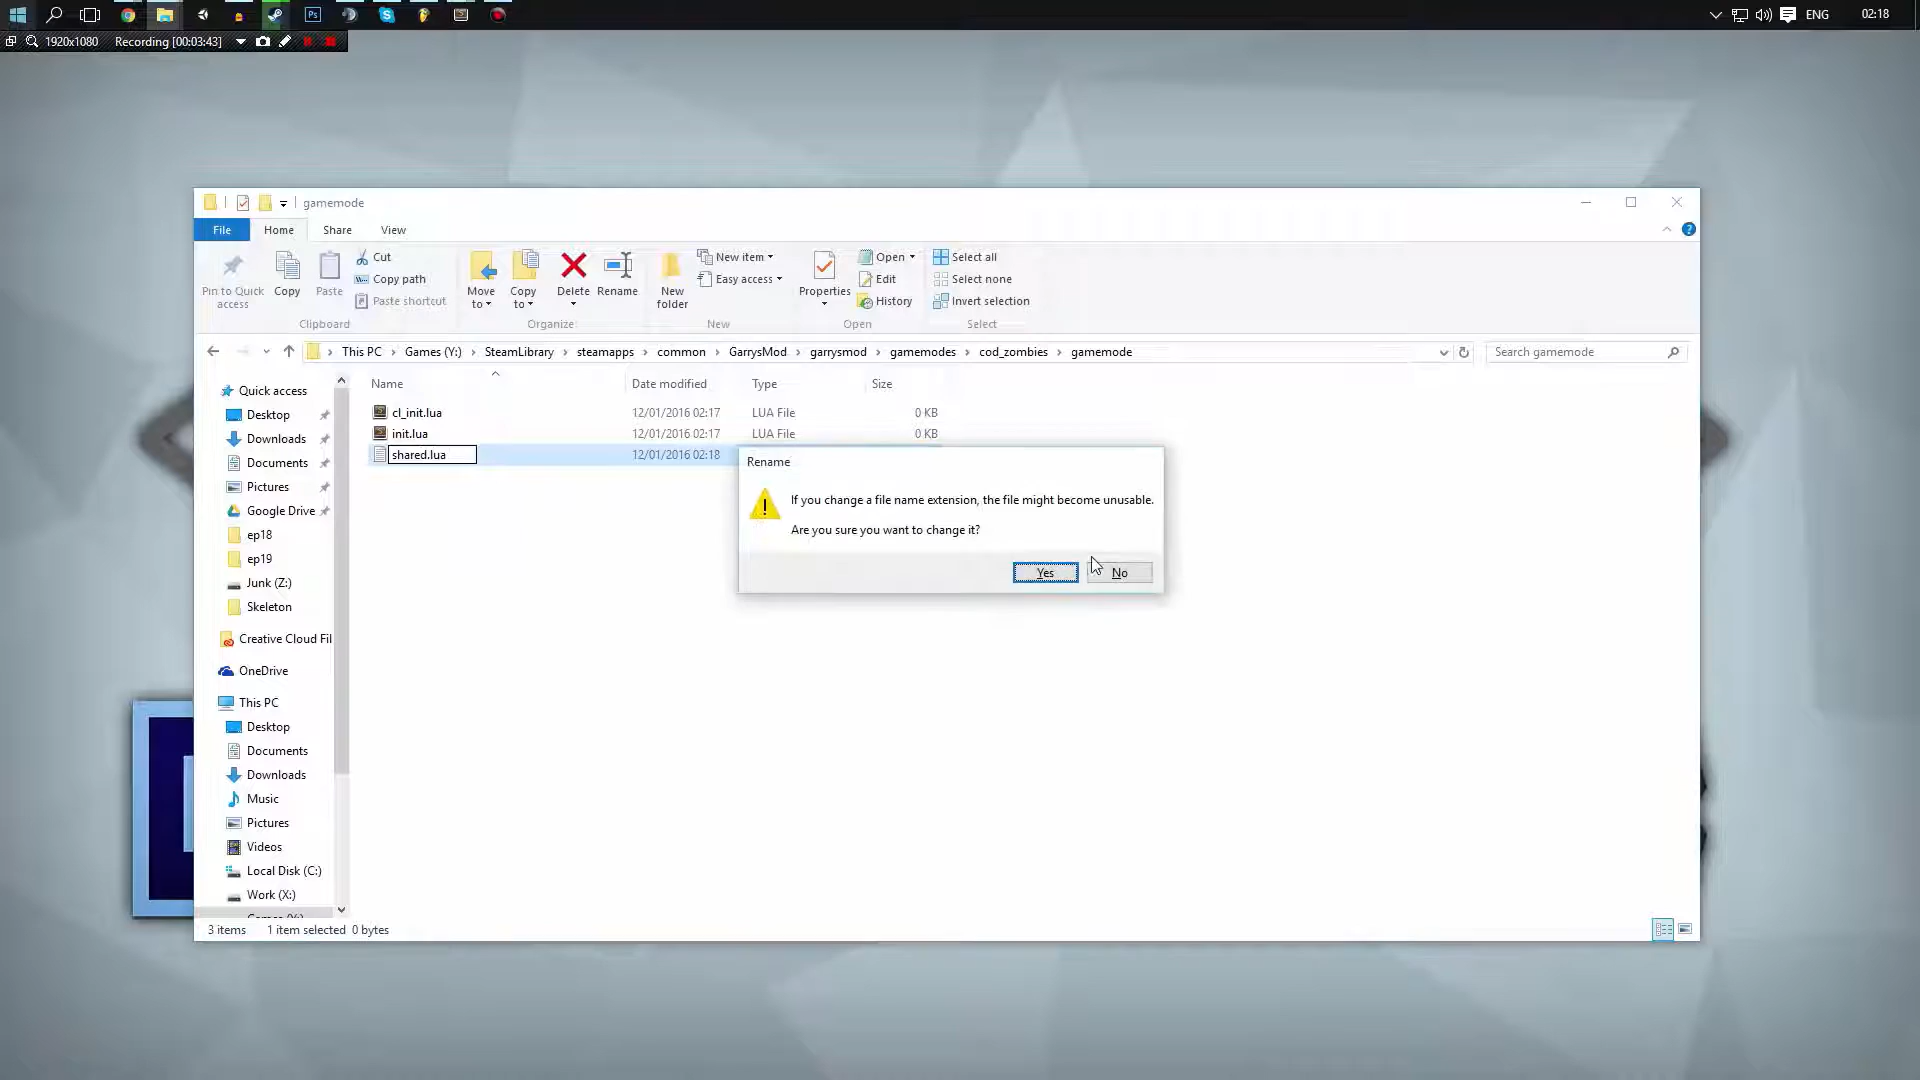 ENG
02:18
1920x1080
Recording [00:03:43]
gamemode
File
Home
Share
View
Pin to Quick access
Copy
Paste
Cut
Copy path
Paste shortcut
Clipboard
Move to
Copy to
Delete
Rename
Organize
New folder
New item
Easy access
New
Properties
Open
Edit
History
Open
Select all
Select none
Invert selection
Select
This PC
Games (Y:)
SteamLibrary
steamapps
common
GarrysMod
garrysmod
gamemodes
cod_zombies
gamemode
Search gamemode
Name
Date modified
Type
Size
cl_init.lua 12/01/2016 02:17 LUA File 0 KB
init.lua 12/01/2016 02:17 LUA File 0 KB
shared.lua 12/01/2016 02:18
Rename
If you change a file name extension, the file might become unusable.
Are you sure you want to change it?
Yes
No
Quick access
Desktop
Downloads
Documents
Pictures
Google Drive
ep18
ep19
Junk (Z:)
Skeleton
Creative Cloud Fil
OneDrive
This PC
Desktop
Documents
Downloads
Music
Pictures
Videos
Local Disk (C:)
Work (X:)
Games (Y:)
3 items
1 item selected 0 bytes
Ps